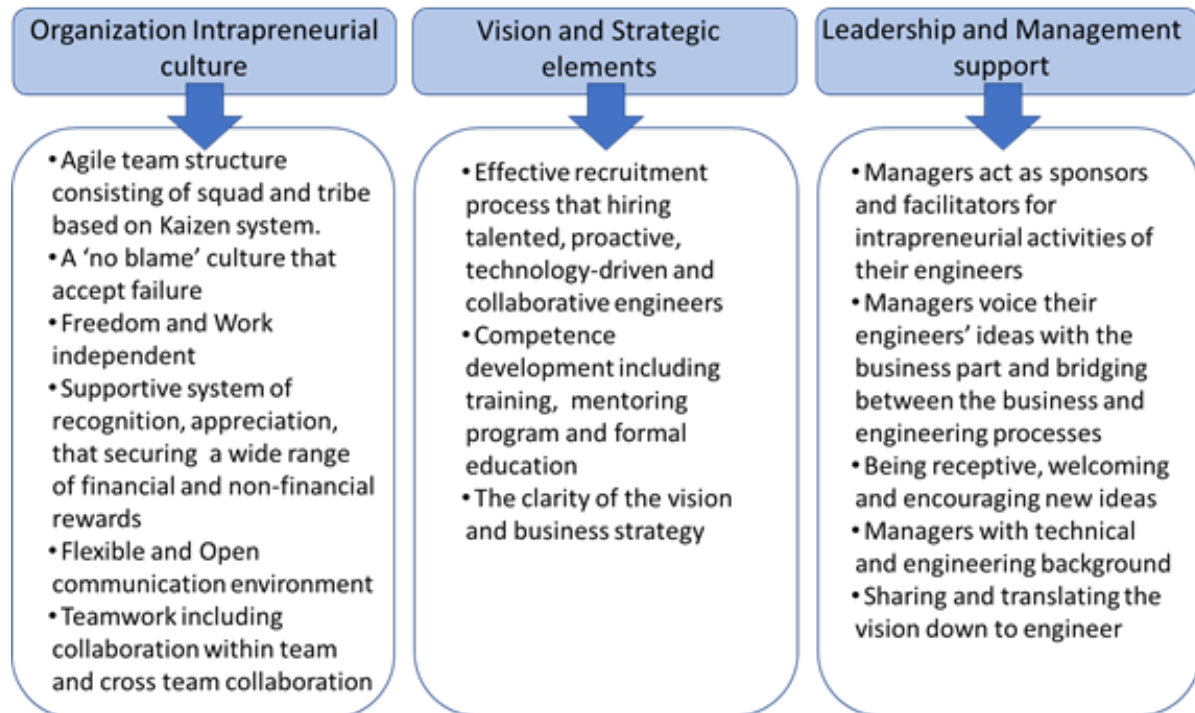 Organization Intrapreneurial
culture
•Agile team structure
consisting of squad and tribe
based on Kaizen system.
•A ‘no blame’ culture that
accept failure
•Freedom and Work
independent
•Supportive system of
recognition, appreciation,
that securing  a wide range
of financial and non-financial
rewards
•Flexible and Open
communication environment
•Teamwork including
collaboration within team
and cross team collaboration
Vision and Strategic
elements
•Effective recruitment
process that hiring
talented, proactive,
technology-driven and
collaborative engineers
•Competence
development including
training,  mentoring
program and formal
education
•The clarity of the vision
and business strategy
Leadership and Management
support
•Managers act as sponsors
and facilitators for
intrapreneurial activities of
their engineers
•Managers voice their
engineers’ ideas with the
business part and bridging
between the business and
engineering processes
•Being receptive, welcoming
and encouraging new ideas
•Managers with technical
and engineering background
•Sharing and translating the
vision down to engineer